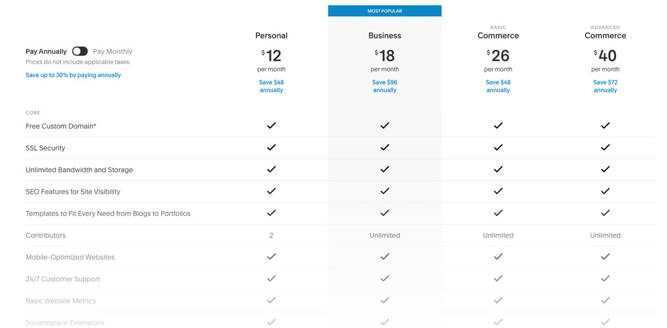 MOST POPULAR
Personal
Business
BASIC
Commerce
ADVANCED
Commerce
Pay Annually Pay Monthly
Prices do not include applicable taxes.
Save up to 30% by paying annually
$12
per month
Save $48
annually
$18
per month
Save $96
annually
$26
per month
Save $48
annually
$40
per month
Save $72
annually
CORE
Free Custom Domain*
SSL Security
Unlimited Bandwidth and Storage
SEO Features for Site Visibility
Templates to Fit Every Need from Blogs to Portfolios
Contributors 2 Unlimited Unlimited Unlimited
Mobile-Optimized Websites
24/7 Customer Support
Basic Website Metrics
Squarespace Extensions